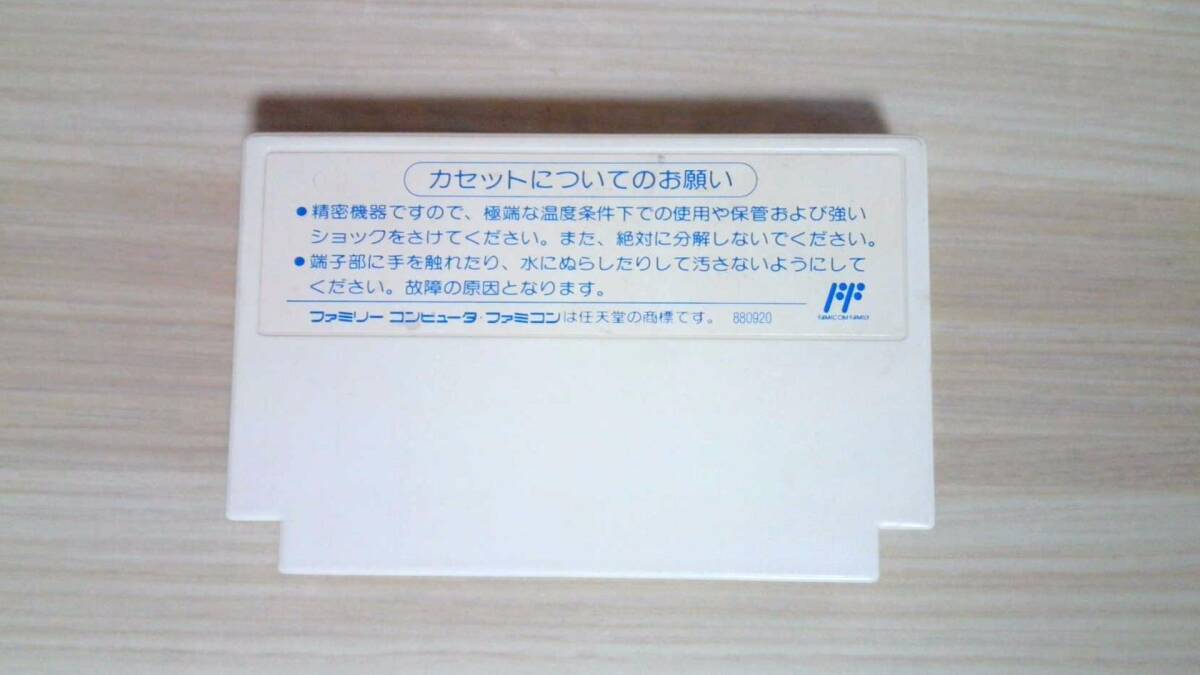 カセットについてのお願い
●精密機器ですので、極端な温度条件下での使用や保管および強い
ショックをさけてください。また、絶対に分解しないでください。
●端子部に手を触れたり、水にぬらしたりして汚さないようにして
ください。故障の原因となります。
ファミリー コンピュータ・ファミコンは任天堂の商標です。 880920
FAMICOM FAMILY